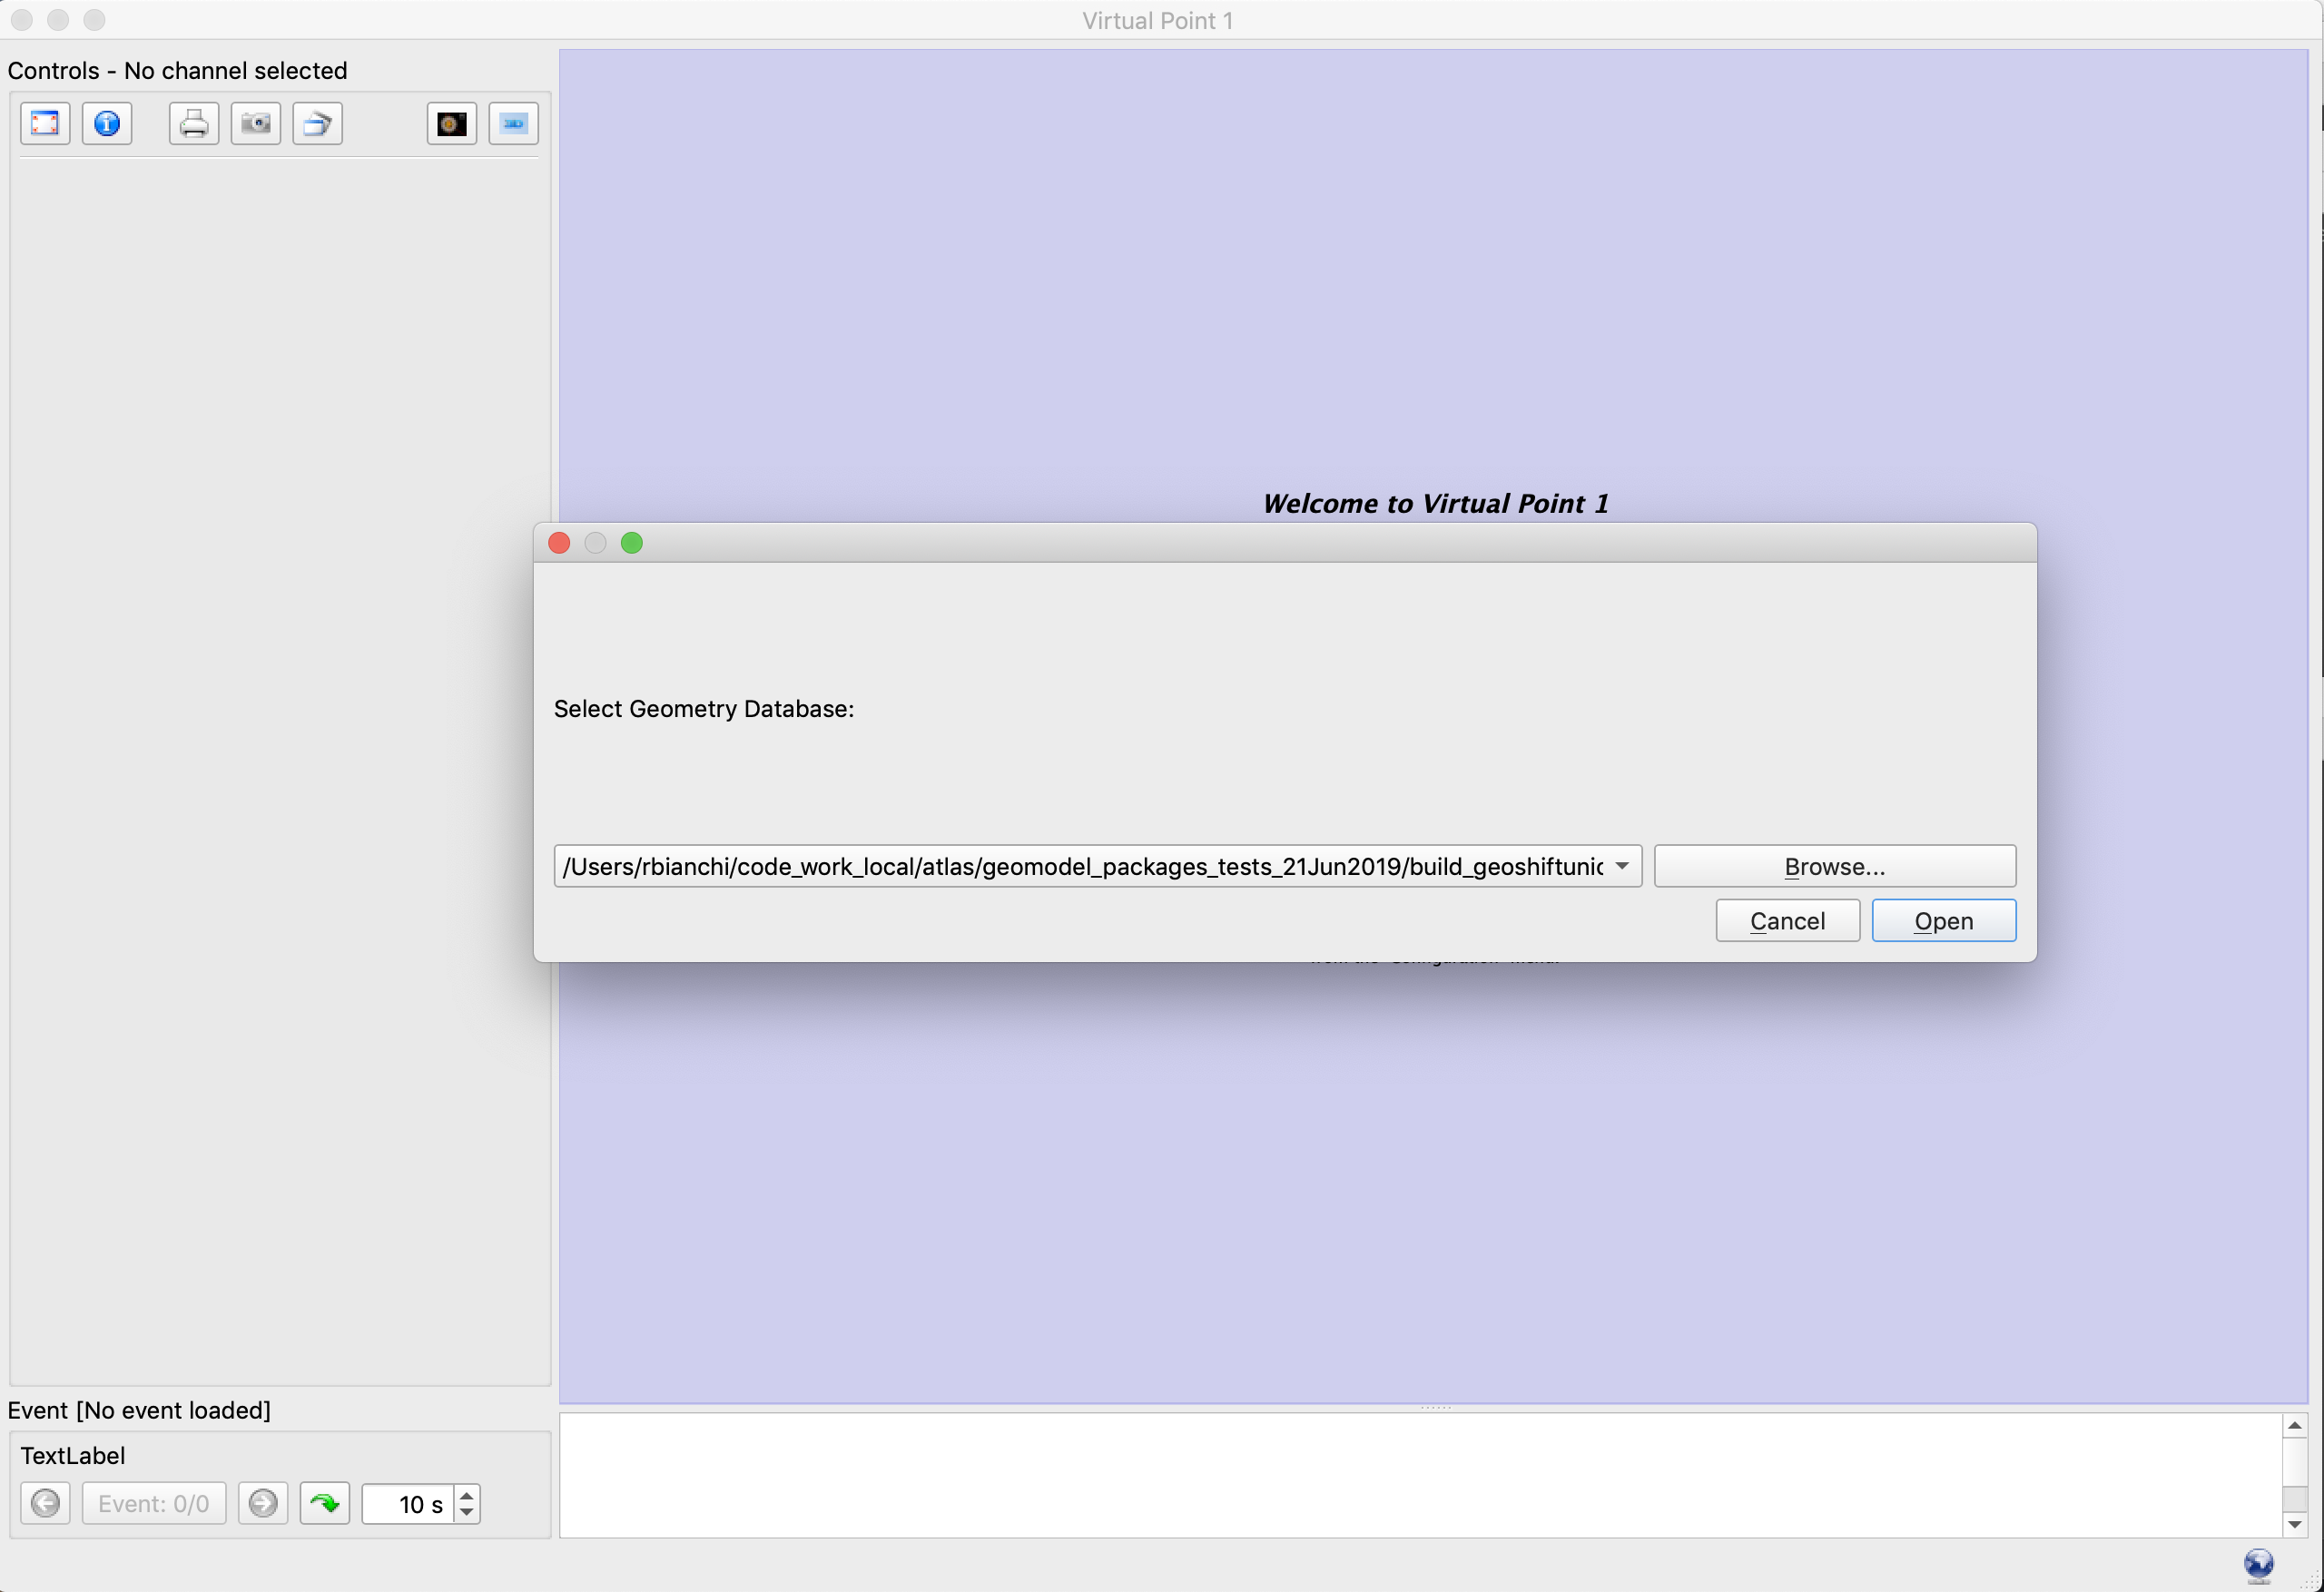 Virtual Point 1
Controls - No channel selected
Welcome to Virtual Point 1
Select Geometry Database:
/Users/rbianchi/code_work_local/atlas/geomodel_packages_tests_21Jun2019/build_geoshiftunic
Browse...
Cancel
Open
Event [No event loaded]
TextLabel
Event: 0/0
10 s